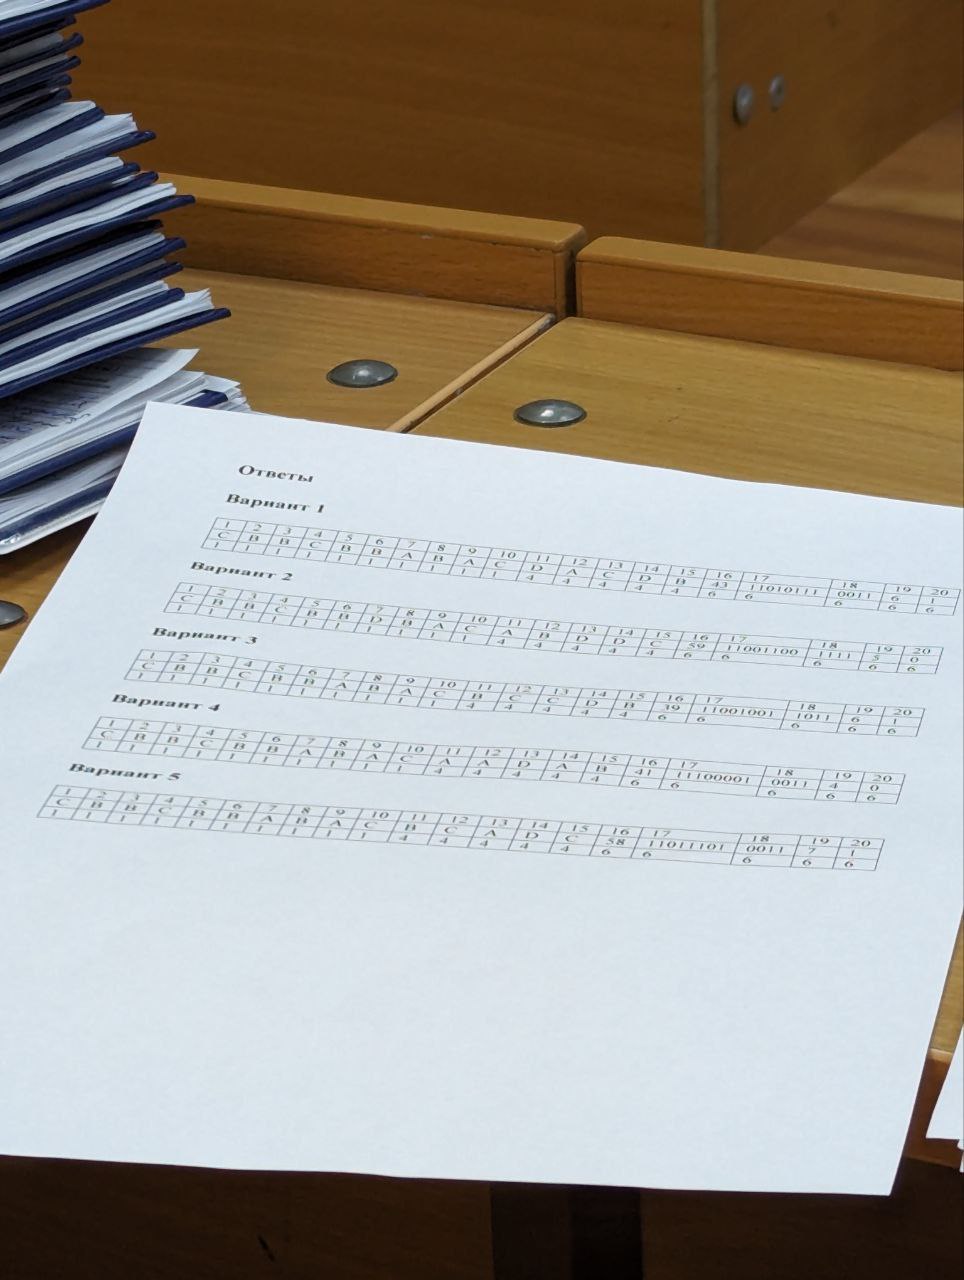 Ответы
Вариант 1
1 2 3 4 5 6 7 8 9 10 11 12 13 14 15 16 17 18 19 20
C B B C B B A B A C D A C D B 43 11010111 0011 6 1
1 1 1 1 1 1 1 1 1 1 4 4 4 4 4 6 6 6 6 6
Вариант 2
1 2 3 4 5 6 7 8 9 10 11 12 13 14 15 16 17 18 19 20
C B B C B B D B A C A B D D C 59 11001100 1111 5 0
1 1 1 1 1 1 1 1 1 1 4 4 4 4 4 6 6 6 6 6
Вариант 3
1 2 3 4 5 6 7 8 9 10 11 12 13 14 15 16 17 18 19 20
C B B C B B A B A C B C C D B 39 11001001 1011 6 1
1 1 1 1 1 1 1 1 1 1 4 4 4 4 4 6 6 6 6 6
Вариант 4
1 2 3 4 5 6 7 8 9 10 11 12 13 14 15 16 17 18 19 20
C B B C B B A B A C A A D A B 41 11100001 0011 4 0
1 1 1 1 1 1 1 1 1 1 4 4 4 4 4 6 6 6 6 6
Вариант 5
1 2 3 4 5 6 7 8 9 10 11 12 13 14 15 16 17 18 19 20
C B B C B B A B A C B C A D C 58 11011101 0011 7 1
1 1 1 1 1 1 1 1 1 1 4 4 4 4 4 6 6 6 6 6